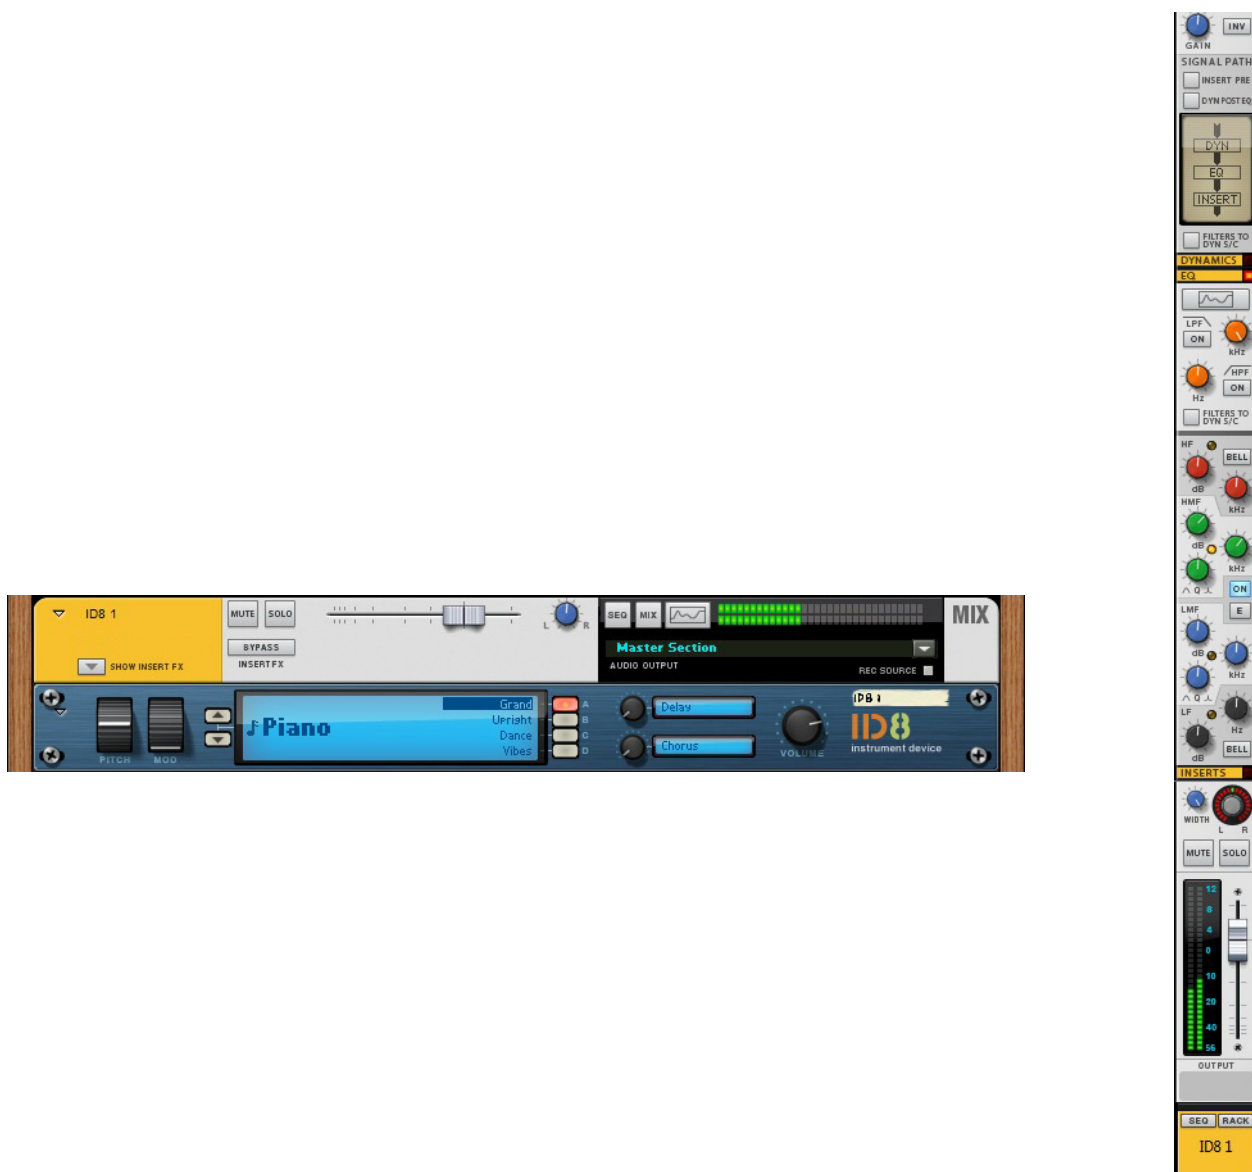 ID8 1
MUTE SOLO
L R
SEQ MIX
MIX
BYPASS
INSERT FX
SHOW INSERT FX
Master Section
AUDIO OUTPUT
REC SOURCE
PITCH MOD
Piano
Grand A
Upright B
Dance C
Vibes D
Delay
Chorus
VOLUME
ID8 1
ID8
instrument device
GAIN
INV
SIGNAL PATH
INSERT PRE
DYN POST EQ
DYN
EQ
INSERT
FILTERS TO
DYN S/C
DYNAMICS
EQ
LPF
ON
kHz
HPF
ON
Hz
FILTERS TO
DYN S/C
HF
BELL
dB
kHz
HMF
dB
kHz
Q
ON
LMF
E
dB
kHz
Q
LF
Hz
BELL
dB
INSERTS
WIDTH
L R
MUTE SOLO
12
8
4
0
10
20
40
56
OUTPUT
SEQ RACK
ID8 1